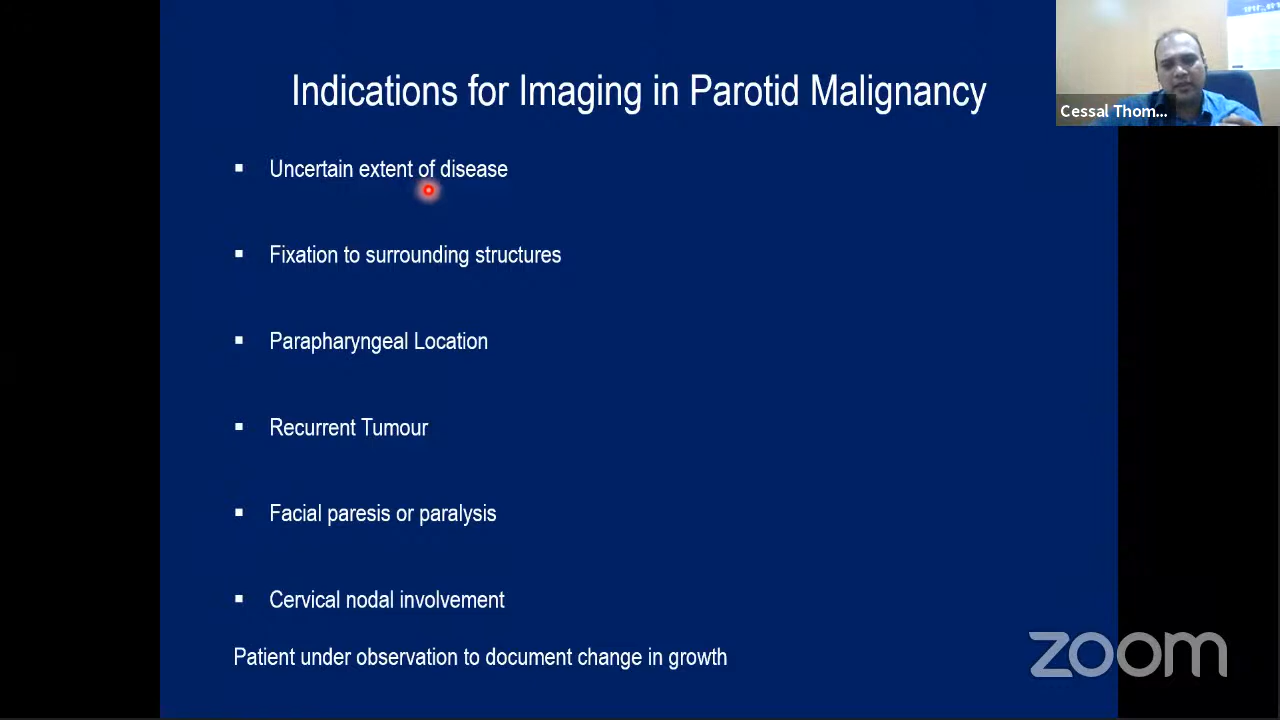 Indications for Imaging in Parotid Malignancy
Cessal Thom...
Uncertain extent of disease
Fixation to surrounding structures
Parapharyngeal Location
Recurrent Tumour
Facial paresis or paralysis
Cervical nodal involvement
Patient under observation to document change in growth
zoom